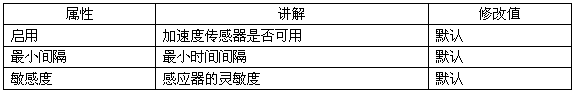 属性 讲解 修改值
启用 加速度传感器是否可用 默认
最小间隔 最小时间间隔 默认
敏感度 感应器的灵敏度 默认